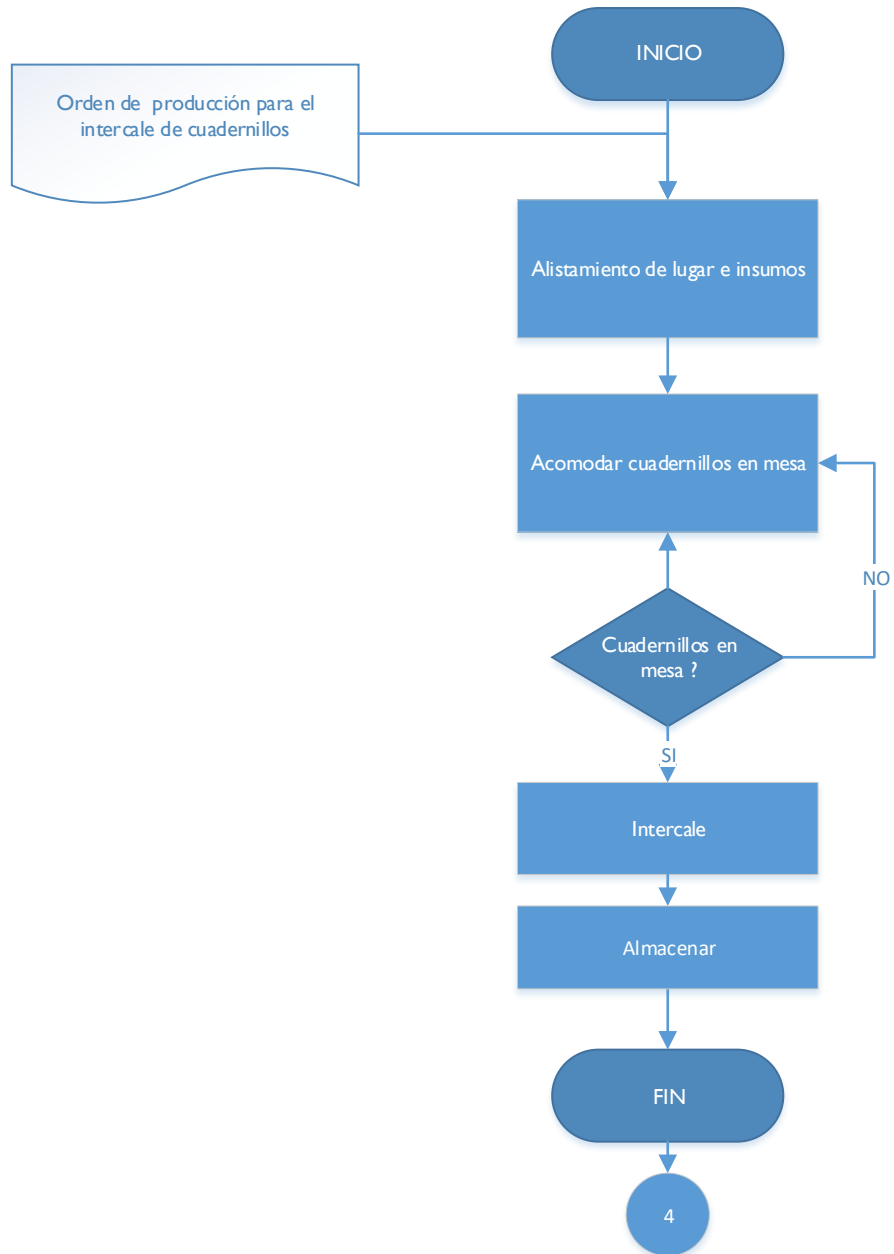 INICIO
Orden de producción para el
intercale de cuadernillos
Alistamiento de lugar e insumos
Acomodar cuadernillos en mesa
NO
Cuadernillos en
mesa ?
SI
Intercale
Almacenar
FIN
4